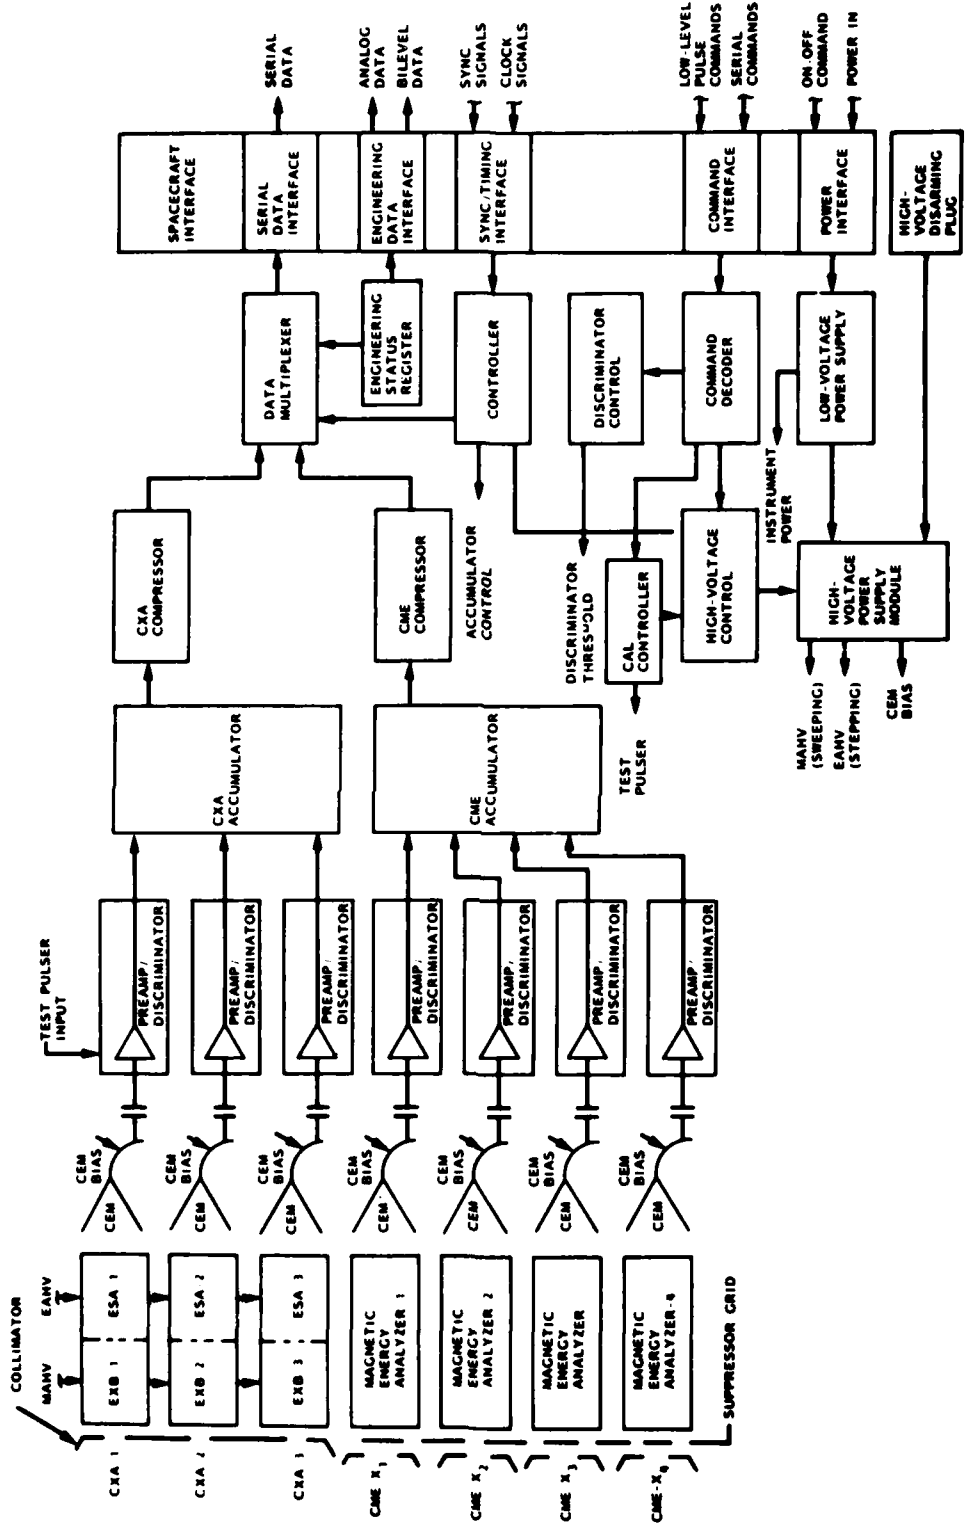 COLLIMATOR
MAHV
EAHV
CXA 1
EXB 1
ESA 1
CXA 2
EXB 2
ESA 2
CXA 3
EXB 3
ESA 3
CME X1
MAGNETIC
ENERGY
ANALYZER 1
CME X2
MAGNETIC
ENERGY
ANALYZER 2
CME X3
MAGNETIC
ENERGY
ANALYZER
CME-X4
MAGNETIC
ENERGY
ANALYZER-4
SUPPRESSOR GRID
CEM
CEM
BIAS
CEM
CEM
BIAS
CEM
CEM
BIAS
CEM
CEM
BIAS
CEM
CEM
BIAS
CEM
CEM
BIAS
CEM
CEM
BIAS
TEST PULSER
INPUT
PREAMP/
DISCRIMINATOR
PREAMP/
DISCRIMINATOR
PREAMP/
DISCRIMINATOR
PREAMP/
DISCRIMINATOR
PREAMP/
DISCRIMINATOR
PREAMP/
DISCRIMINATOR
PREAMP/
DISCRIMINATOR
CXA
ACCUMULATOR
CME
ACCUMULATOR
CXA
COMPRESSOR
CME
COMPRESSOR
DATA
MULTIPLEXER
ENGINEERING
STATUS
REGISTER
CONTROLLER
ACCUMULATOR
CONTROL
DISCRIMINATOR
CONTROL
DISCRIMINATOR
THRESHOLD
COMMAND
DECODER
CAL
CONTROLLER
TEST
PULSER
HIGH-VOLTAGE
CONTROL
LOW-VOLTAGE
POWER SUPPLY
INSTRUMENT
POWER
HIGH-
VOLTAGE
POWER
SUPPLY
MODULE
MAHV
(SWEEPING)
EAHV
(STEPPING)
CEM
BIAS
SPACECRAFT
INTERFACE
SERIAL
DATA
INTERFACE
ENGINEERING
DATA
INTERFACE
SYNC/TIMING
INTERFACE
COMMAND
INTERFACE
POWER
INTERFACE
HIGH-
VOLTAGE
DISARMING
PLUG
SERIAL
DATA
ANALOG
DATA
BILEVEL
DATA
SYNC
SIGNALS
CLOCK
SIGNALS
LOW-LEVEL
PULSE
COMMANDS
SERIAL
COMMANDS
ON-OFF
COMMAND
POWER IN